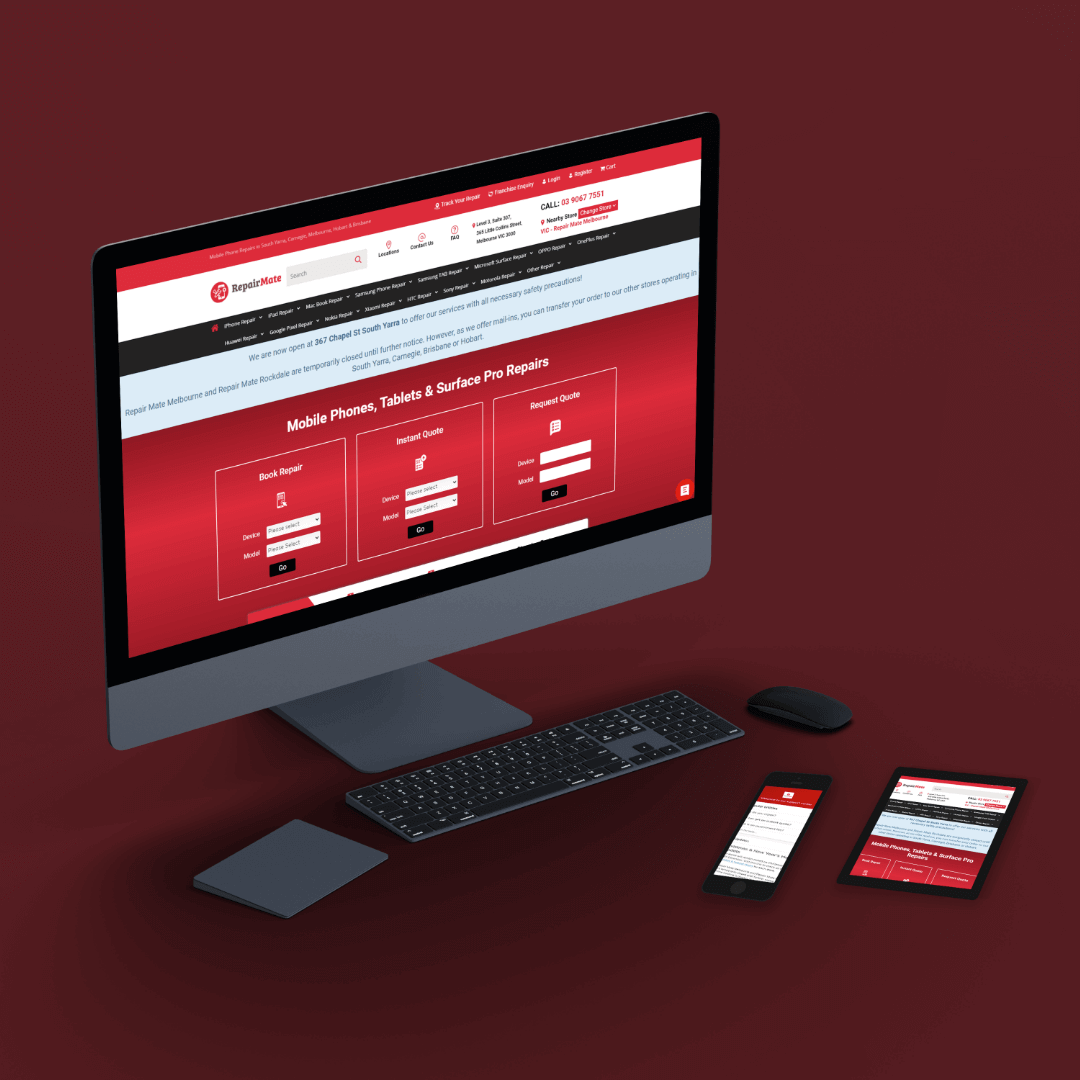 Track Your Repair Franchise Enquiry Login Register Cart
Mobile Phone Repairs in South Yarra, Carnegie, Melbourne, Hobart & Brisbane
RepairMate
Search
Locations
Contact Us
FAQ
Level 3, Suite 307,
365 Little Collins Street,
Melbourne VIC 3000
CALL: 03 9067 7551
Nearby Store Change Store
VIC - Repair Mate Melbourne
iPhone Repair iPad Repair Mac Book Repair Samsung Phone Repair Samsung TAB Repair Microsoft Surface Repair OPPO Repair OnePlus Repair
Huawei Repair Google Pixel Repair Nokia Repair Xiaomi Repair HTC Repair Sony Repair Motorola Repair Other Repair
We are now open at 367 Chapel St South Yarra to offer our services with all necessary safety precautions!
Repair Mate Melbourne and Repair Mate Rockdale are temporarily closed until further notice. However, as we offer mail-ins, you can transfer your order to our other stores operating in
South Yarra, Carnegie, Brisbane or Hobart.
Mobile Phones, Tablets & Surface Pro Repairs
Book Repair
Device Please select
Model Please Select
Go
Instant Quote
Device Please select
Model Please Select
Go
Request Quote
Device
Model
Go
RepairMate
Mobile Phones, Tablets & Surface Pro
Repairs
Book Repair
Instant Quote
Request Quote